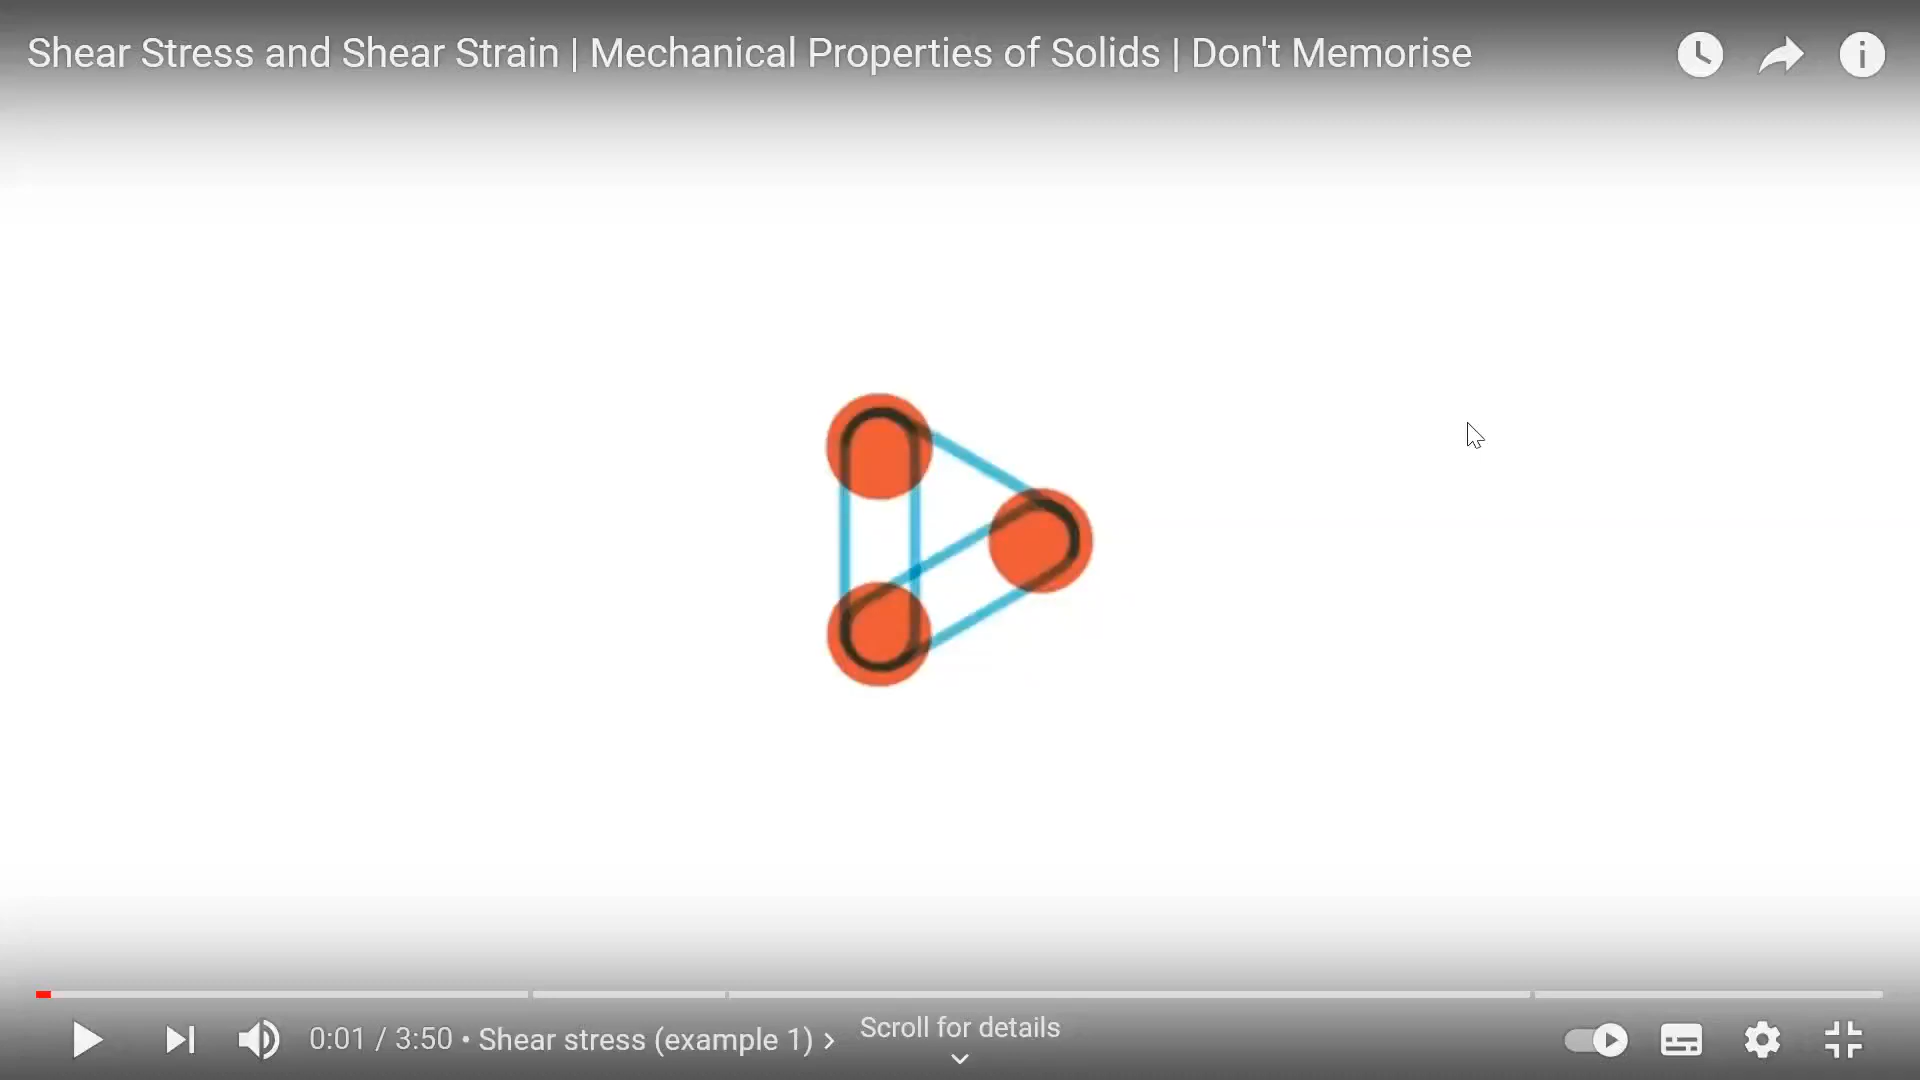 Shear Stress and Shear Strain | Mechanical Properties of Solids | Don't Memorise
0:01 / 3:50 • Shear stress (example 1) ›
Scroll for details